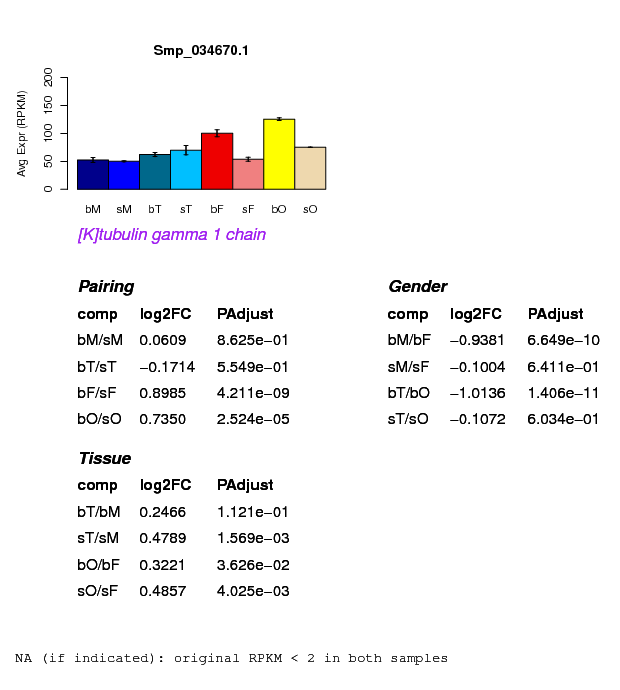 Smp_034670.1
Avg Expr (RPKM)
0 50 100 150 200
bM sM bT sT bF sF bO sO
[K]tubulin gamma 1 chain
Pairing
comp log2FC PAdjust
bM/sM 0.0609 8.625e−01
bT/sT −0.1714 5.549e−01
bF/sF 0.8985 4.211e−09
bO/sO 0.7350 2.524e−05
Gender
comp log2FC PAdjust
bM/bF −0.9381 6.649e−10
sM/sF −0.1004 6.411e−01
bT/bO −1.0136 1.406e−11
sT/sO −0.1072 6.034e−01
Tissue
comp log2FC PAdjust
bT/bM 0.2466 1.121e−01
sT/sM 0.4789 1.569e−03
bO/bF 0.3221 3.626e−02
sO/sF 0.4857 4.025e−03
NA (if indicated): original RPKM < 2 in both samples